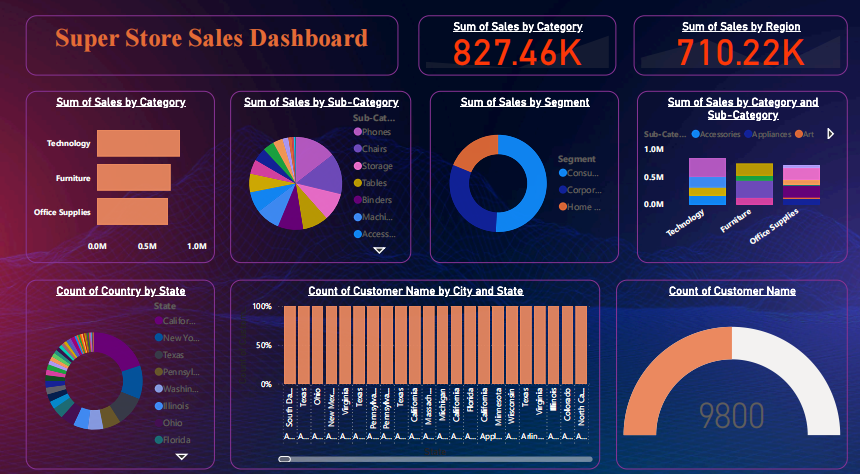 Super Store Sales Dashboard
Sum of Sales by Category
827.46K
Sum of Sales by Region
710.22K
Sum of Sales by Category
Technology
Furniture
Office Supplies
0.0M 0.5M 1.0M
Sum of Sales by Sub-Category
Sub-Cat...
Phones
Chairs
Storage
Tables
Binders
Machi...
Access...
Sum of Sales by Segment
Segment
Consu...
Corpor...
Home ...
Sum of Sales by Category and
Sub-Category
Sub-Cate... Accessories Appliances Art
1.0M
0.5M
0.0M
Technology
Furniture
Office Supplies
Count of Country by State
State
Califor...
New Yo...
Texas
Pennsyl...
Washin...
Illinois
Ohio
Florida
Count of Customer Name by City and State
100%
50%
0%
South Da...
Texas
Ohio
New Mex...
Virginia
Texas
Pennsylva...
Pennsylva...
Texas
California
Massach...
Michigan
California
Florida
California
Minnesota
Wisconsin
Texas
Virginia
Illinois
Colorado
North Ca...
A... A... A... A... A... A... A... A... A... A... A... A... A... A... Appl... A... Arlin... A... A... A...
Count of Customer Name
9800